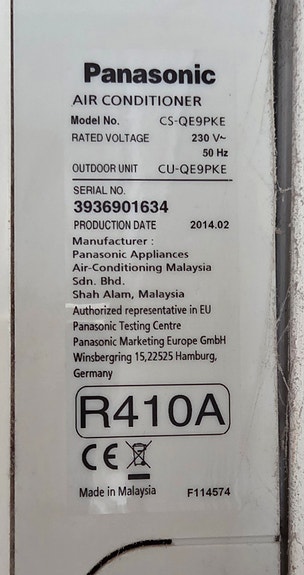 Panasonic
AIR CONDITIONER
Model No. CS-QE9PKE
RATED VOLTAGE 230 V~
50 Hz
OUTDOOR UNIT CU-QE9PKE
SERIAL NO.
3936901634
PRODUCTION DATE 2014.02
Manufacturer :
Panasonic Appliances
Air-Conditioning Malaysia
Sdn. Bhd.
Shah Alam, Malaysia
Authorized representative in EU
Panasonic Testing Centre
Panasonic Marketing Europe GmbH
Winsbergring 15,22525 Hamburg,
Germany
R410A
CE
Made in Malaysia F114574